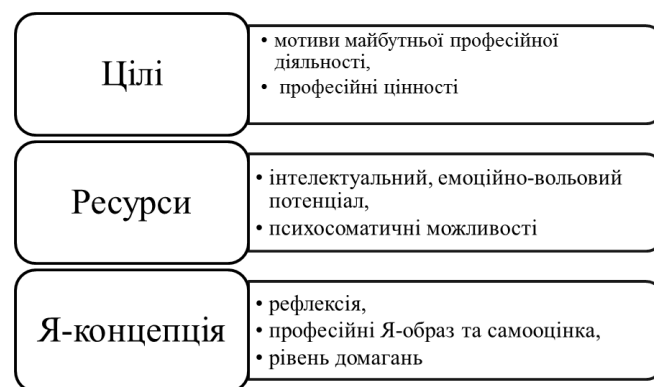 Цілі
• мотиви майбутньої професійної
діяльності,
• професійні цінності
Ресурси
• інтелектуальний, емоційно-вольовий
потенціал,
• психосоматичні можливості
Я-концепція
• рефлексія,
• професійні Я-образ та самооцінка,
• рівень домагань